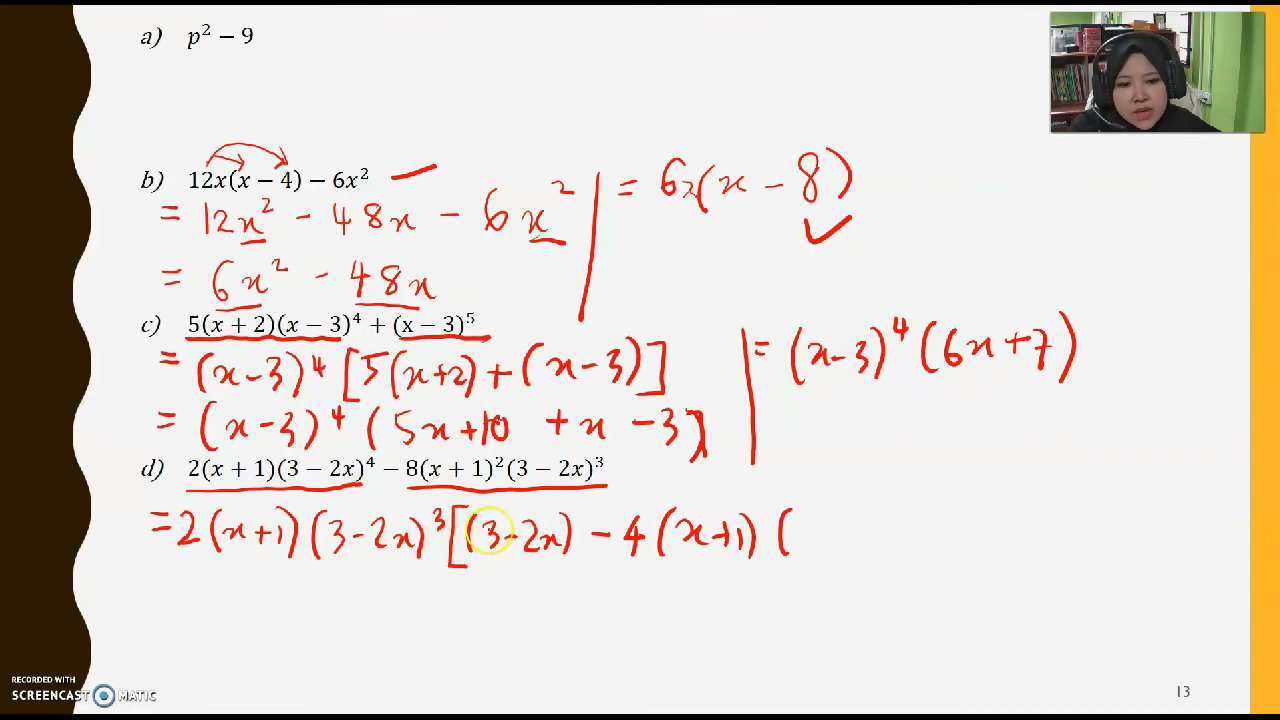 a) p² − 9
b) 12x(x − 4) − 6x²
= 12x² - 48x - 6x²
= 6x² - 48x
= 6x(x - 8)
c) 5(x + 2)(x − 3)⁴ + (x − 3)⁵
= (x-3)⁴ [5(x+2) + (x-3)]
= (x-3)⁴ (5x+10 + x - 3)
= (x-3)⁴ (6x+7)
d) 2(x + 1)(3 − 2x)⁴ − 8(x + 1)²(3 − 2x)³
= 2(x+1)(3-2x)³ [(3-2x) - 4(x+1)(
RECORDED WITH
SCREENCAST MATIC
13